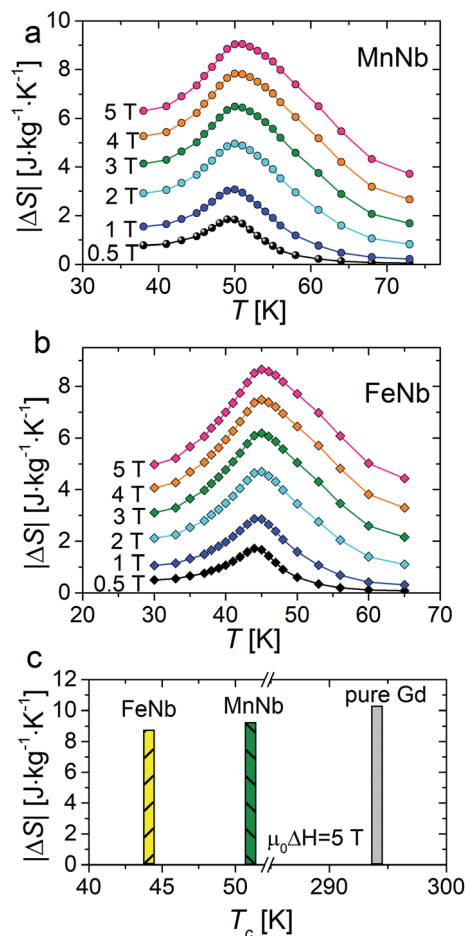 a
MnNb
|ΔS| [J·kg⁻¹·K⁻¹]
10
8
6
4
2
0
5 T
4 T
3 T
2 T
1 T
0.5 T
30 40 50 60 70
T [K]
b
FeNb
|ΔS| [J·kg⁻¹·K⁻¹]
8
6
4
2
0
5 T
4 T
3 T
2 T
1 T
0.5 T
20 30 40 50 60 70
T [K]
c
|ΔS| [J·kg⁻¹·K⁻¹]
12
10
8
6
4
2
0
FeNb
MnNb
pure Gd
μ₀ΔH=5 T
40 45 50 290 295 300
T_c [K]